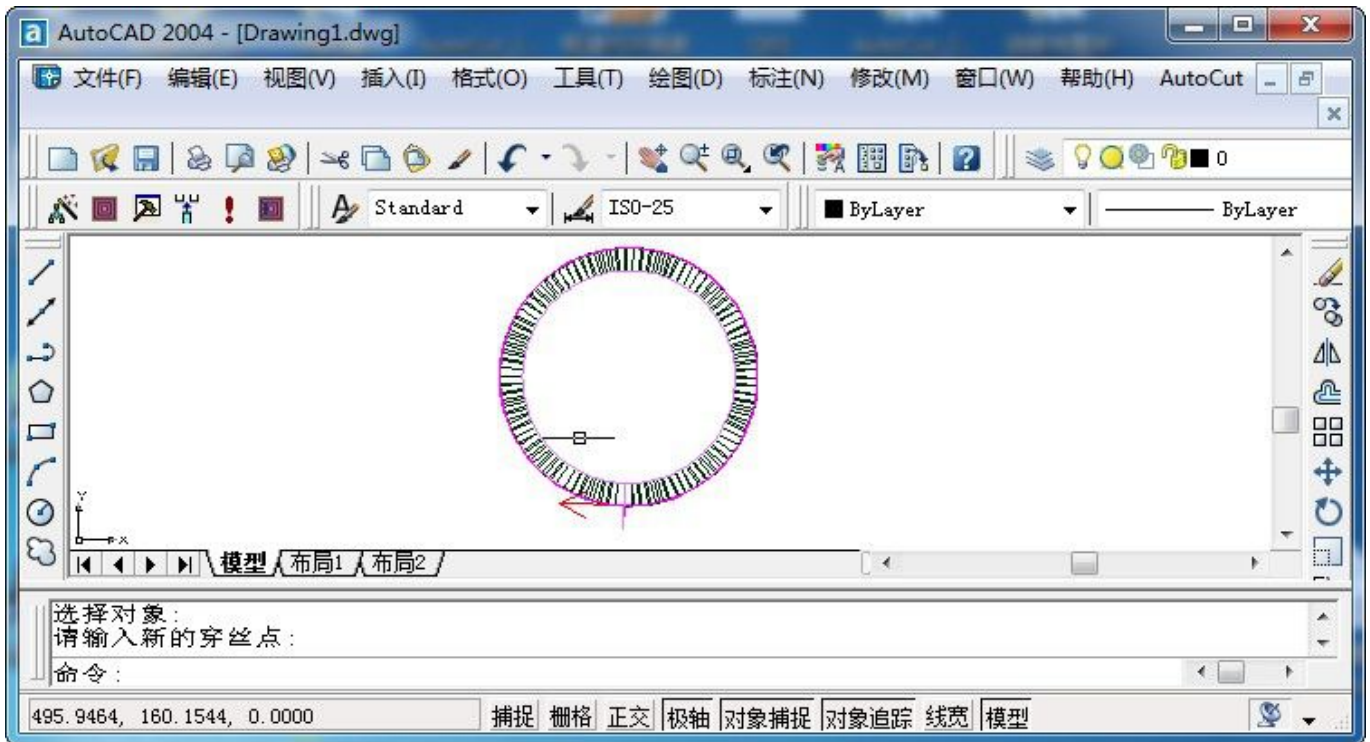 AutoCAD 2004 - [Drawing1.dwg]
文件(F) 编辑(E) 视图(V) 插入(I) 格式(O) 工具(T) 绘图(D) 标注(N) 修改(M) 窗口(W) 帮助(H) AutoCut
0
Standard ISO-25 ByLayer ByLayer
Y
X
模型 布局1 布局2
选择对象:
请输入新的穿丝点:
命令:
495.9464, 160.1544, 0.0000 捕捉 栅格 正交 极轴 对象捕捉 对象追踪 线宽 模型